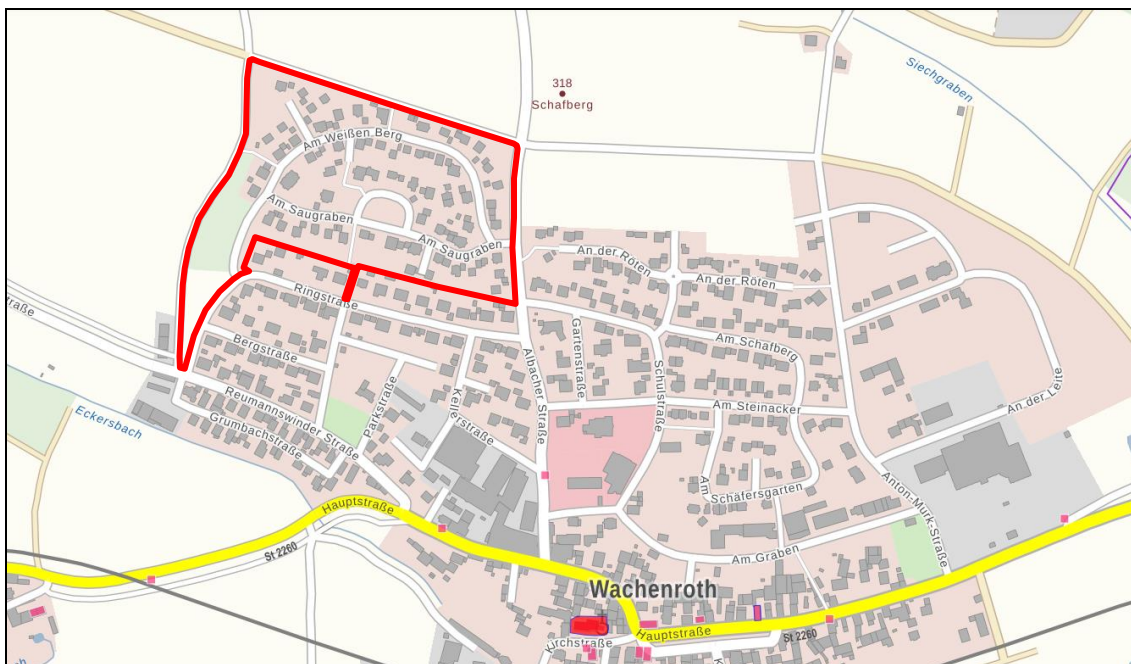 318
Schafberg
Siechgraben
Am Weißen Berg
Am Saugraben
Am Saugraben
An der Röten
An der Röten
Ringstraße
straße
Bergstraße
Gartenstraße
Am Schafberg
Albacher Straße
Schulstraße
Parkstraße
Kellerstraße
Am Steinacker
An der Leite
Reumannswinder Straße
Grumbachstraße
Eckersbach
Am Schäfersgarten
Anton-Murk-Straße
Hauptstraße
St 2260
Am Graben
Wachenroth
Hauptstraße
St 2260
Kirchstraße